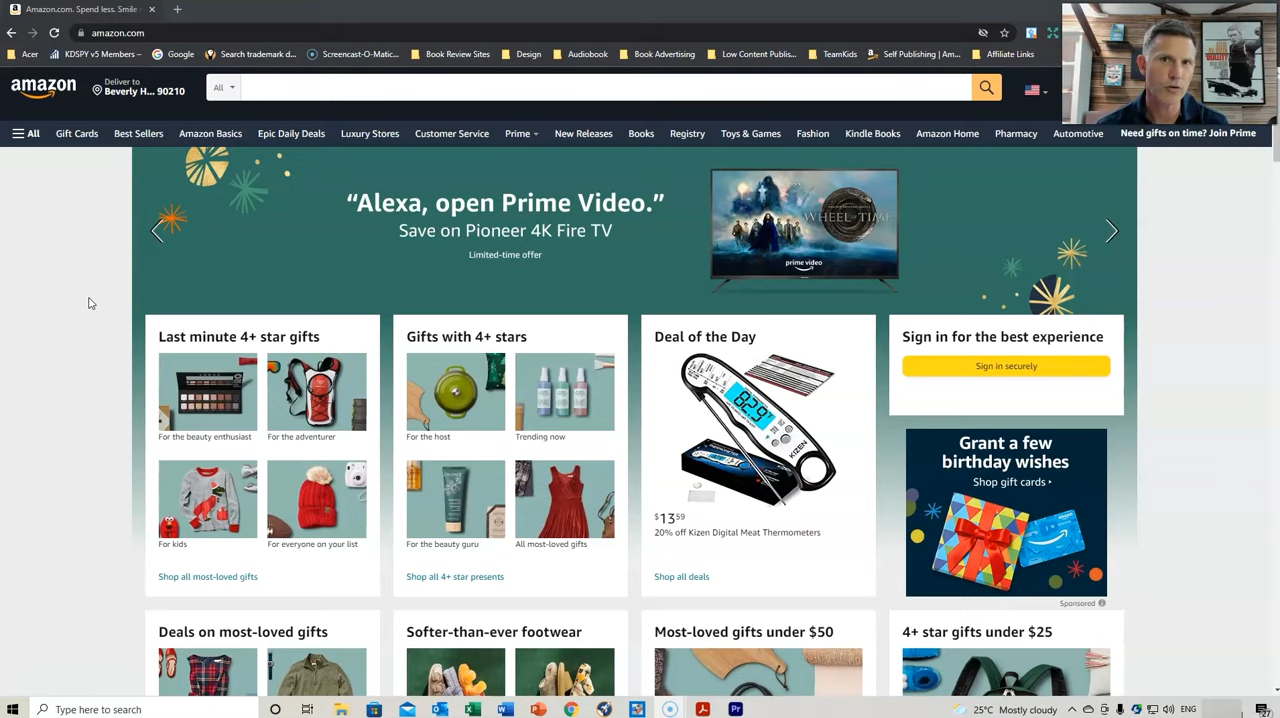 Amazon.com. Spend less. Smile
amazon.com
Acer
KDSPY v5 Members –
Google
Search trademark d...
Screencast-O-Matic...
Book Review Sites
Design
Audiobook
Book Advertising
Low Content Public...
TeamKids
Self Publishing | Am...
Affiliate Links
amazon
Deliver to
Beverly H... 90210
All
All
Gift Cards
Best Sellers
Amazon Basics
Epic Daily Deals
Luxury Stores
Customer Service
Prime
New Releases
Books
Registry
Toys & Games
Fashion
Kindle Books
Amazon Home
Pharmacy
Automotive
Need gifts on time? Join Prime
“Alexa, open Prime Video.”
Save on Pioneer 4K Fire TV
Limited-time offer
WHEEL TIME
prime video
Last minute 4+ star gifts
For the beauty enthusiast
For the adventurer
For kids
For everyone on your list
Shop all most-loved gifts
Gifts with 4+ stars
For the host
Trending now
For the beauty guru
All most-loved gifts
Shop all 4+ star presents
Deal of the Day
82.9
KIZEN
$1359
20% off Kizen Digital Meat Thermometers
Shop all deals
Sign in for the best experience
Sign in securely
Grant a few
birthday wishes
Shop gift cards
Sponsored
Deals on most-loved gifts
Softer-than-ever footwear
Most-loved gifts under $50
4+ star gifts under $25
Type here to search
25°C Mostly cloudy
ENG